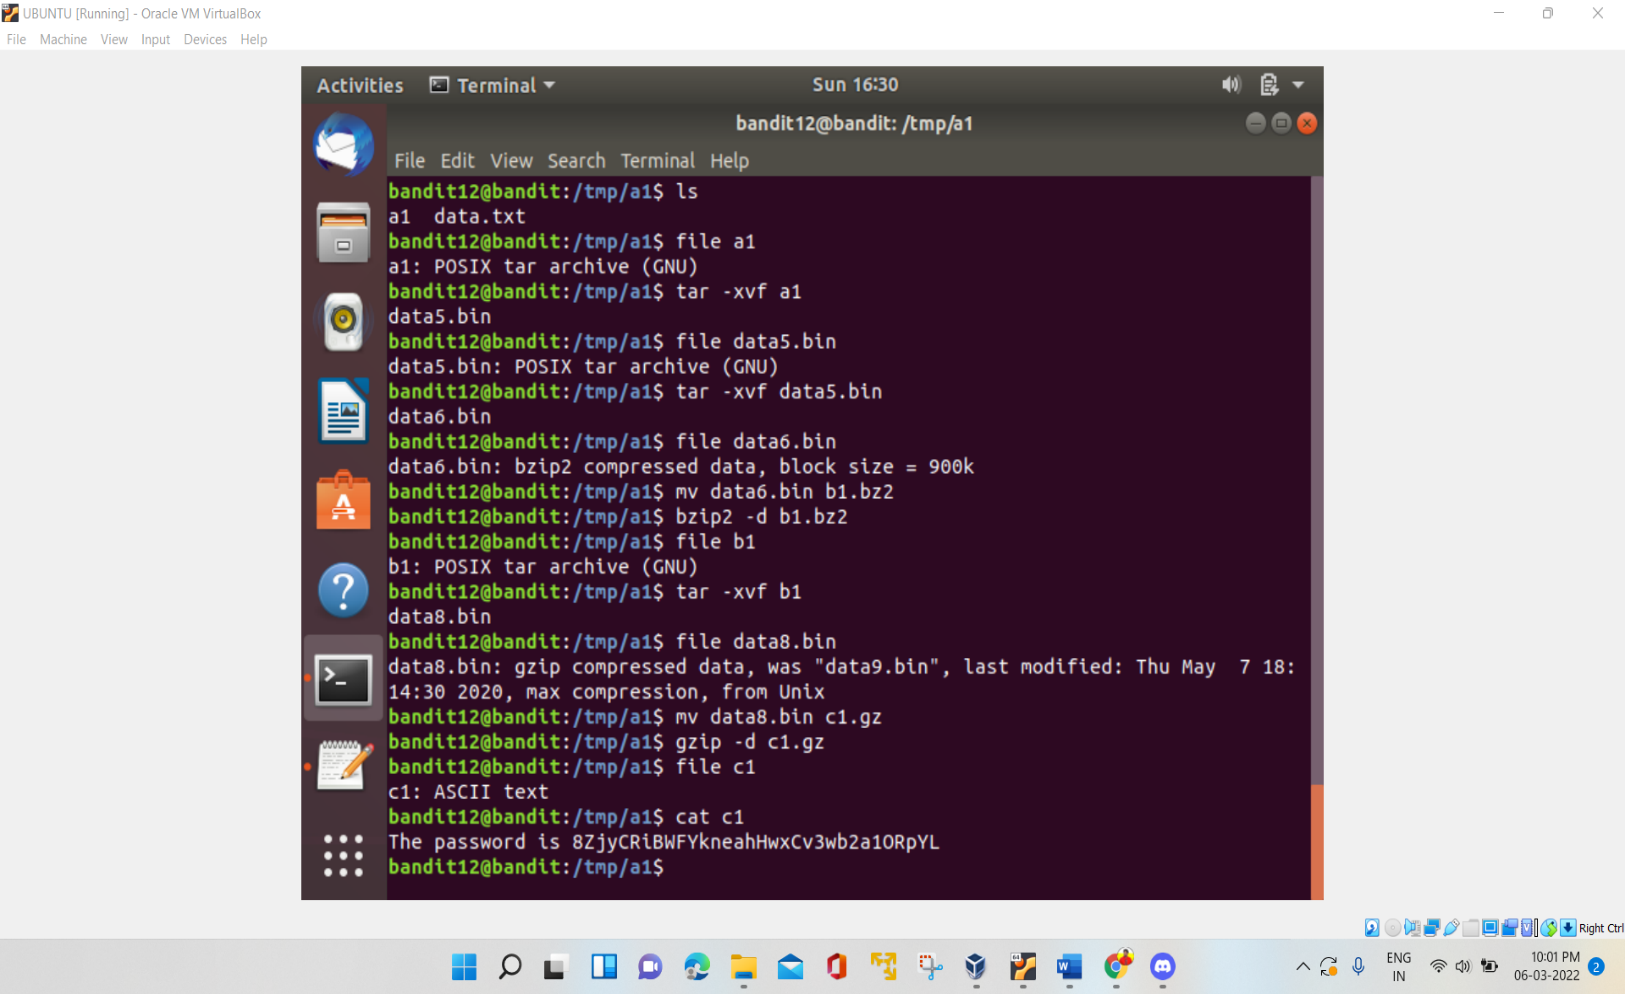 UBUNTU [Running] - Oracle VM VirtualBox
File Machine View Input Devices Help
Activities Terminal Sun 16:30
bandit12@bandit: /tmp/a1
File Edit View Search Terminal Help
bandit12@bandit:/tmp/a1$ ls
a1  data.txt
bandit12@bandit:/tmp/a1$ file a1
a1: POSIX tar archive (GNU)
bandit12@bandit:/tmp/a1$ tar -xvf a1
data5.bin
bandit12@bandit:/tmp/a1$ file data5.bin
data5.bin: POSIX tar archive (GNU)
bandit12@bandit:/tmp/a1$ tar -xvf data5.bin
data6.bin
bandit12@bandit:/tmp/a1$ file data6.bin
data6.bin: bzip2 compressed data, block size = 900k
bandit12@bandit:/tmp/a1$ mv data6.bin b1.bz2
bandit12@bandit:/tmp/a1$ bzip2 -d b1.bz2
bandit12@bandit:/tmp/a1$ file b1
b1: POSIX tar archive (GNU)
bandit12@bandit:/tmp/a1$ tar -xvf b1
data8.bin
bandit12@bandit:/tmp/a1$ file data8.bin
data8.bin: gzip compressed data, was "data9.bin", last modified: Thu May  7 18:
14:30 2020, max compression, from Unix
bandit12@bandit:/tmp/a1$ mv data8.bin c1.gz
bandit12@bandit:/tmp/a1$ gzip -d c1.gz
bandit12@bandit:/tmp/a1$ file c1
c1: ASCII text
bandit12@bandit:/tmp/a1$ cat c1
The password is 8ZjyCRiBWFYkneahHwxCv3wb2a1ORpYL
bandit12@bandit:/tmp/a1$
Right Ctrl
ENG
IN
10:01 PM
06-03-2022
2